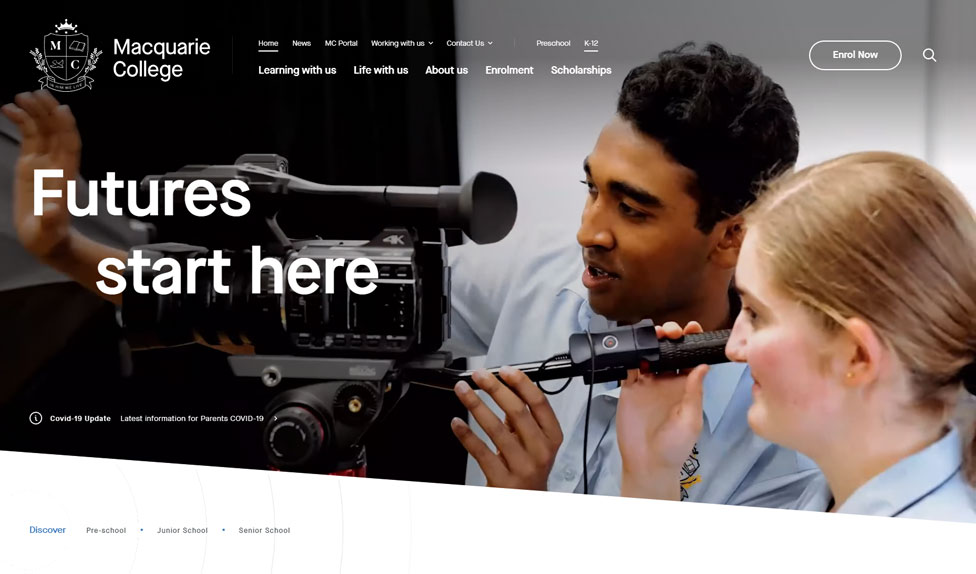 Macquarie
College
M
C
Home
News
MC Portal
Working with us
Contact Us
Preschool
K-12
Learning with us
Life with us
About us
Enrolment
Scholarships
Enrol Now
Futures
start here
4K
Covid-19 Update
Latest information for Parents COVID-19
Discover
Pre-school
Junior School
Senior School